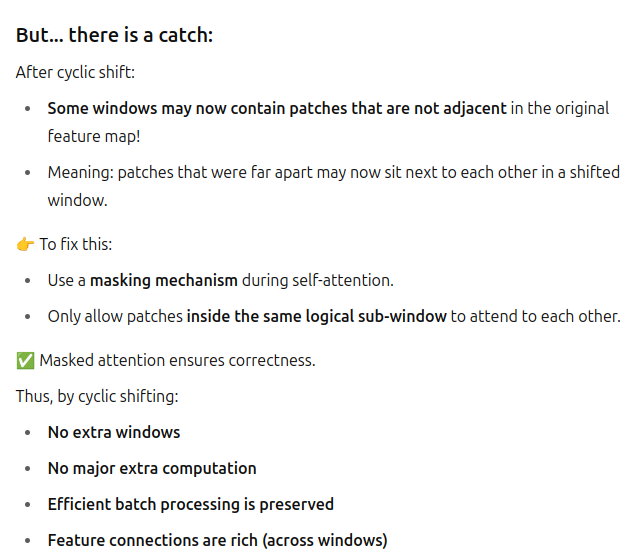 But... there is a catch:
After cyclic shift:
• Some windows may now contain patches that are not adjacent in the original
feature map!
• Meaning: patches that were far apart may now sit next to each other in a shifted
window.
👉 To fix this:
• Use a masking mechanism during self-attention.
• Only allow patches inside the same logical sub-window to attend to each other.
✅ Masked attention ensures correctness.
Thus, by cyclic shifting:
• No extra windows
• No major extra computation
• Efficient batch processing is preserved
• Feature connections are rich (across windows)